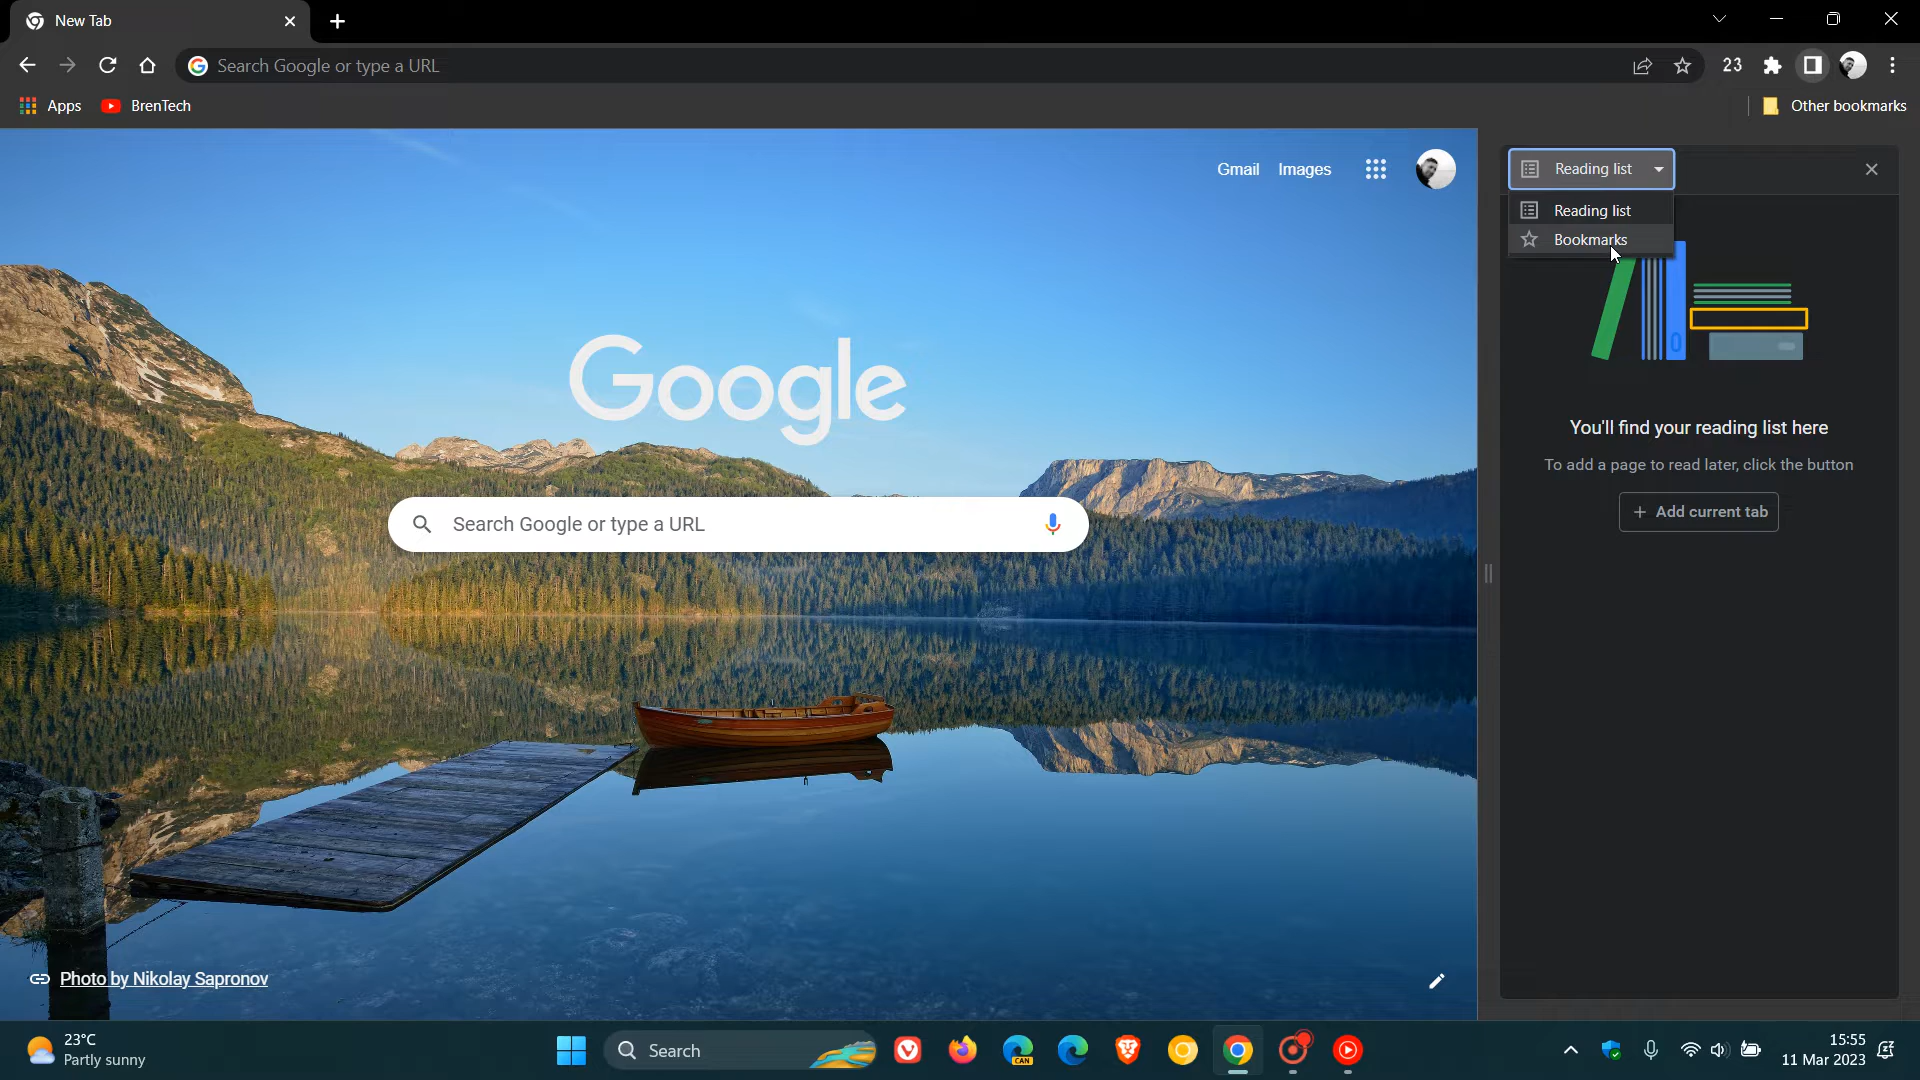 New Tab
Search Google or type a URL
23
Apps
BrenTech
Other bookmarks
Gmail
Images
Reading list
Reading list
Bookmarks
Google
Search Google or type a URL
You'll find your reading list here
To add a page to read later, click the button
+ Add current tab
Photo by Nikolay Sapronov
23°C
Partly sunny
Search
CAN
15:55
11 Mar 2023